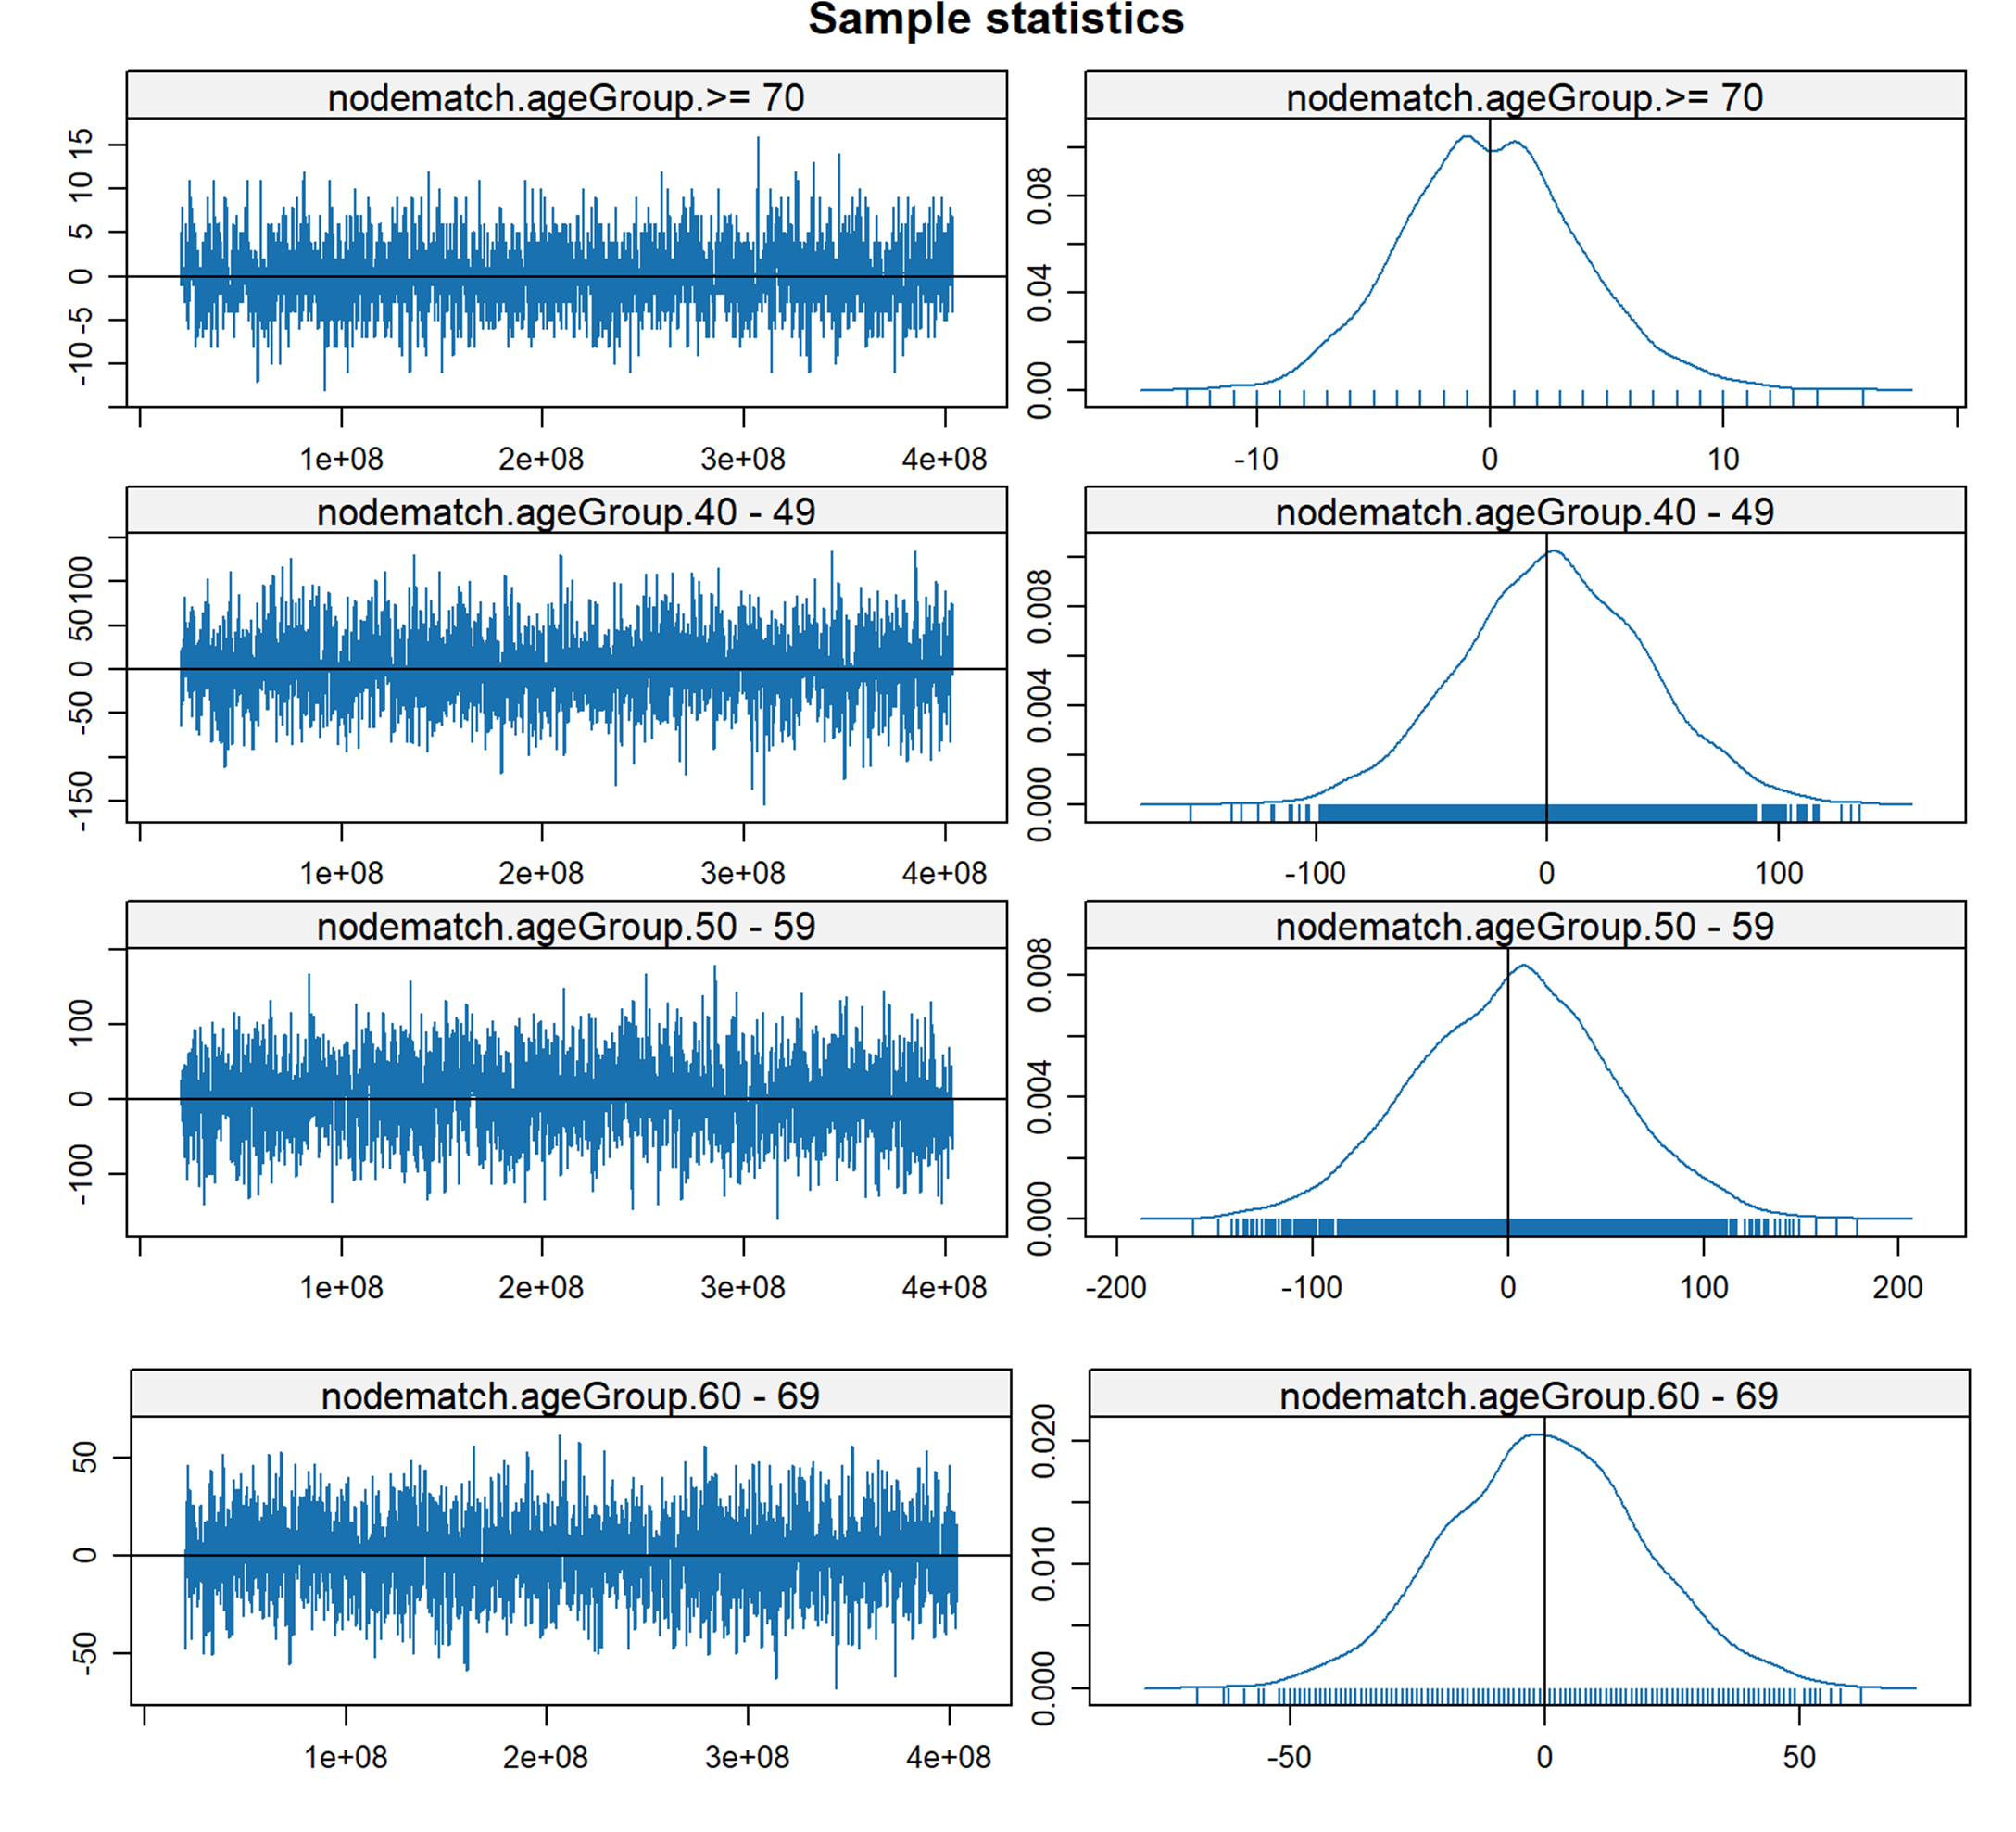 Sample statistics
nodematch.ageGroup.>= 70
nodematch.ageGroup.>= 70
15
10
5
0
-5
-10
1e+08 2e+08 3e+08 4e+08
0.08
0.04
0.00
-10 0 10
nodematch.ageGroup.40 - 49
nodematch.ageGroup.40 - 49
100
50
0
-50
-150
1e+08 2e+08 3e+08 4e+08
0.008
0.004
0.000
-100 0 100
nodematch.ageGroup.50 - 59
nodematch.ageGroup.50 - 59
100
0
-100
1e+08 2e+08 3e+08 4e+08
0.008
0.004
0.000
-200 -100 0 100 200
nodematch.ageGroup.60 - 69
nodematch.ageGroup.60 - 69
50
0
-50
1e+08 2e+08 3e+08 4e+08
0.020
0.010
0.000
-50 0 50